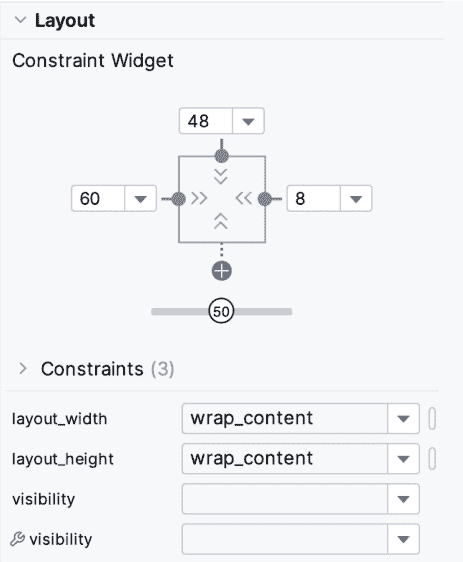 Layout
Constraint Widget
48
60
8
50
Constraints (3)
layout_width wrap_content
layout_height wrap_content
visibility
visibility